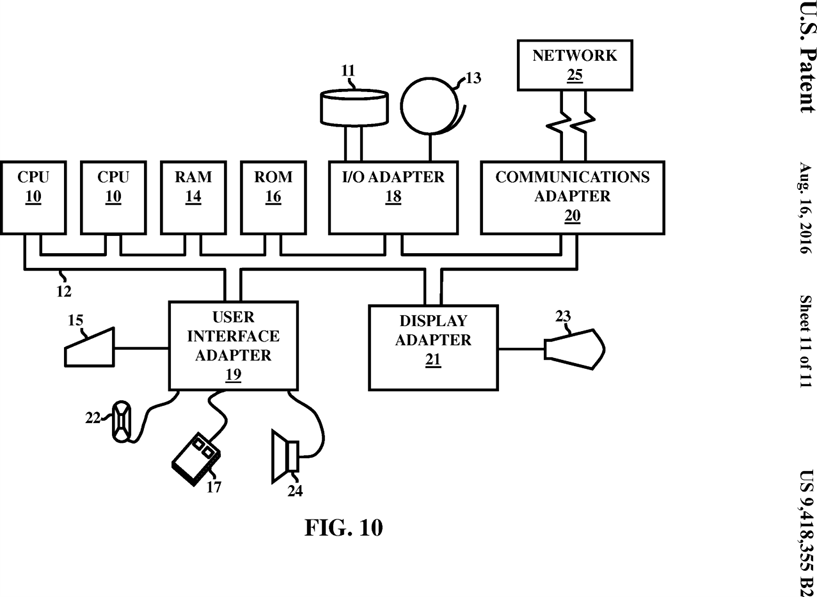 U.S. Patent
Aug. 16, 2016
Sheet 11 of 11
US 9,418,355 B2
NETWORK
25
11
13
CPU
10
CPU
10
RAM
14
ROM
16
I/O ADAPTER
18
COMMUNICATIONS
ADAPTER
20
12
15
USER
INTERFACE
ADAPTER
19
DISPLAY
ADAPTER
21
23
22
17
24
FIG. 10